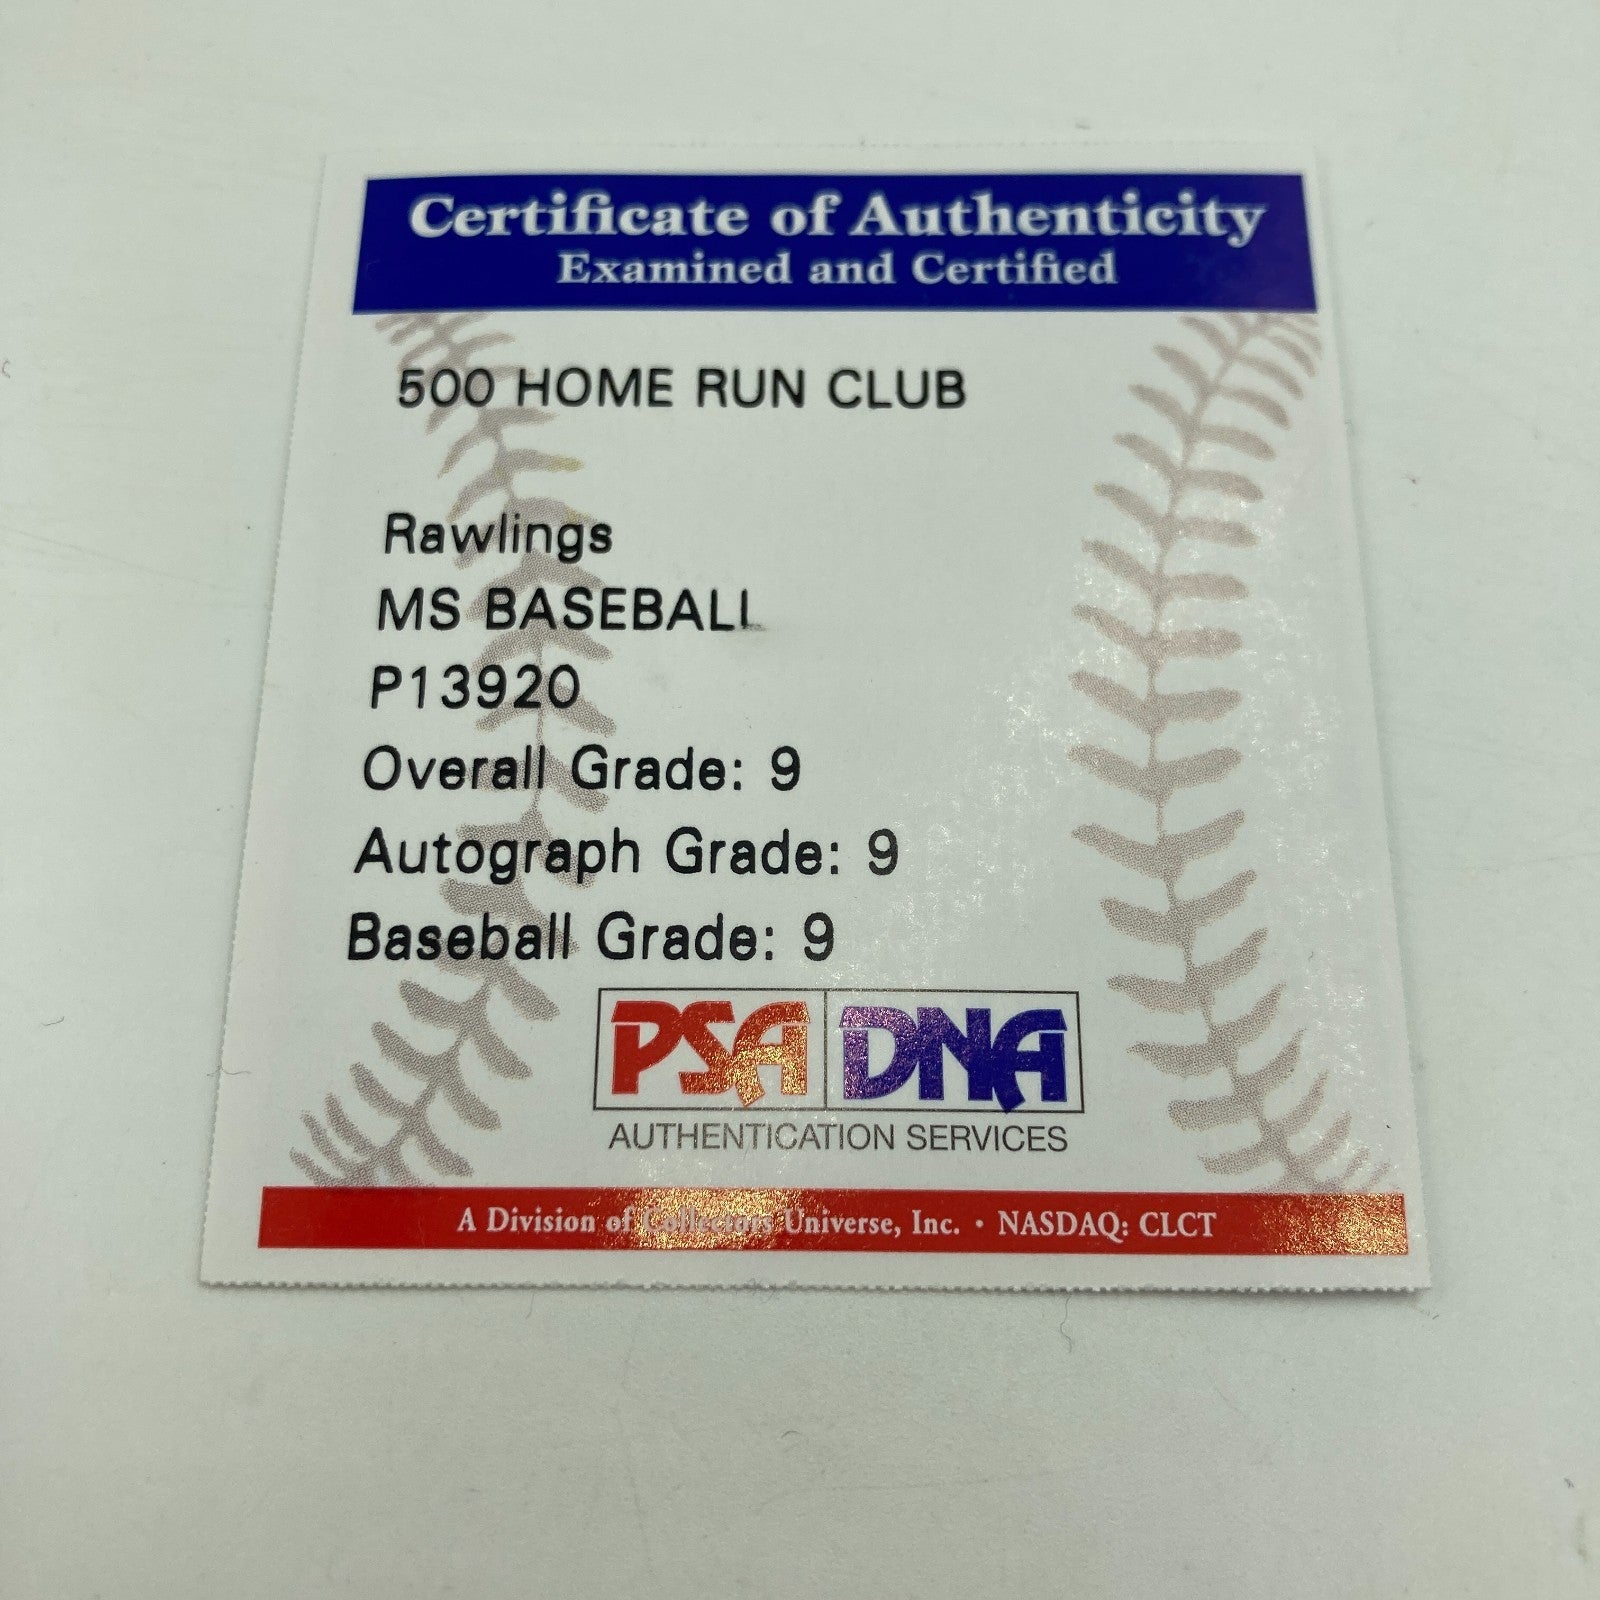 Certificate of Authenticity
Examined and Certified
500 HOME RUN CLUB
Rawlings
MS BASEBALL
P13920
Overall Grade: 9
Autograph Grade: 9
Baseball Grade: 9
PSA DNA
AUTHENTICATION SERVICES
A Division of Collectors Universe, Inc. • NASDAQ: CLCT